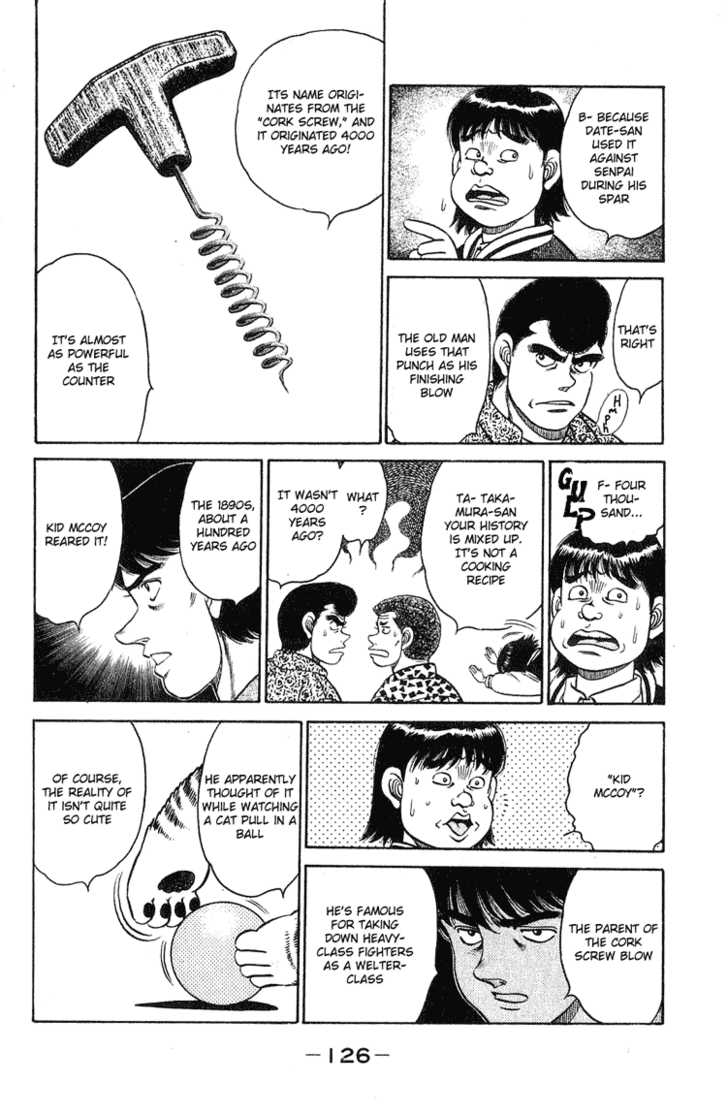 B- BECAUSE
DATE-SAN
USED IT
AGAINST
SENPAI
DURING HIS
SPAR
THAT'S
RIGHT
THE OLD MAN
USES THAT
PUNCH AS HIS
FINISHING
BLOW
HMPH
ITS NAME ORIGI-
NATES FROM THE
"CORK SCREW," AND
IT ORIGINATED 4000
YEARS AGO!
IT'S ALMOST
AS POWERFUL
AS THE
COUNTER
GULP
F- FOUR
THOU-
SAND...
TA- TAKA-
MURA-SAN
YOUR HISTORY
IS MIXED UP.
IT'S NOT A
COOKING
RECIPE
WHAT
?
IT WASN'T
4000
YEARS
AGO?
THE 1890S,
ABOUT A
HUNDRED
YEARS AGO
KID MCCOY
REARED IT!
"KID
MCCOY"?
THE PARENT OF
THE CORK
SCREW BLOW
HE'S FAMOUS
FOR TAKING
DOWN HEAVY-
CLASS FIGHTERS
AS A WELTER-
CLASS
HE APPARENTLY
THOUGHT OF IT
WHILE WATCHING
A CAT PULL IN A
BALL
OF COURSE,
THE REALITY OF
IT ISN'T QUITE
SO CUTE
-126-